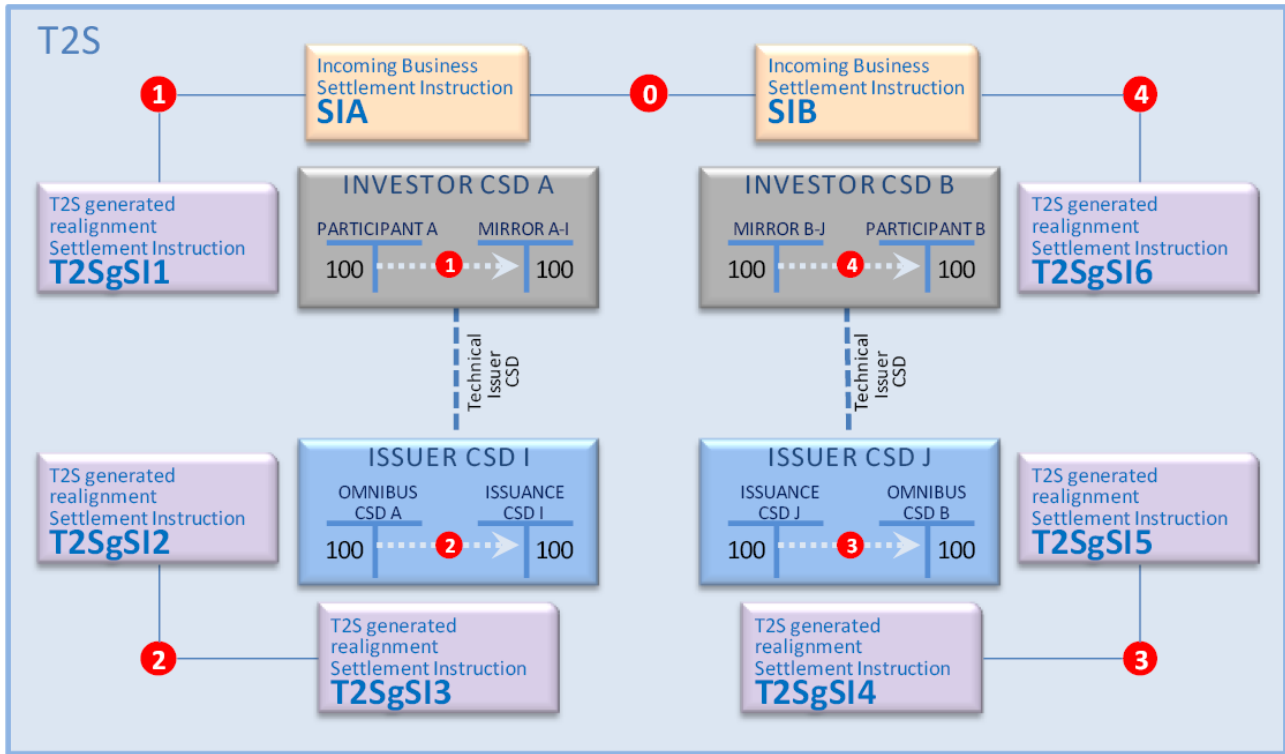 T2S
Incoming Business
Settlement Instruction
SIA
Incoming Business
Settlement Instruction
SIB
1
0
4
T2S generated
realignment
Settlement Instruction
T2SgSI1
INVESTOR CSD A
PARTICIPANT A
MIRROR A-I
100
1
100
INVESTOR CSD B
MIRROR B-J
PARTICIPANT B
100
4
100
T2S generated
realignment
Settlement Instruction
T2SgSI6
Technical
Issuer
CSD
Technical
Issuer
CSD
T2S generated
realignment
Settlement Instruction
T2SgSI2
ISSUER CSD I
OMNIBUS
CSD A
ISSUANCE
CSD I
100
2
100
ISSUER CSD J
ISSUANCE
CSD J
OMNIBUS
CSD B
100
3
100
T2S generated
realignment
Settlement Instruction
T2SgSI5
2
T2S generated
realignment
Settlement Instruction
T2SgSI3
T2S generated
realignment
Settlement Instruction
T2SgSI4
3